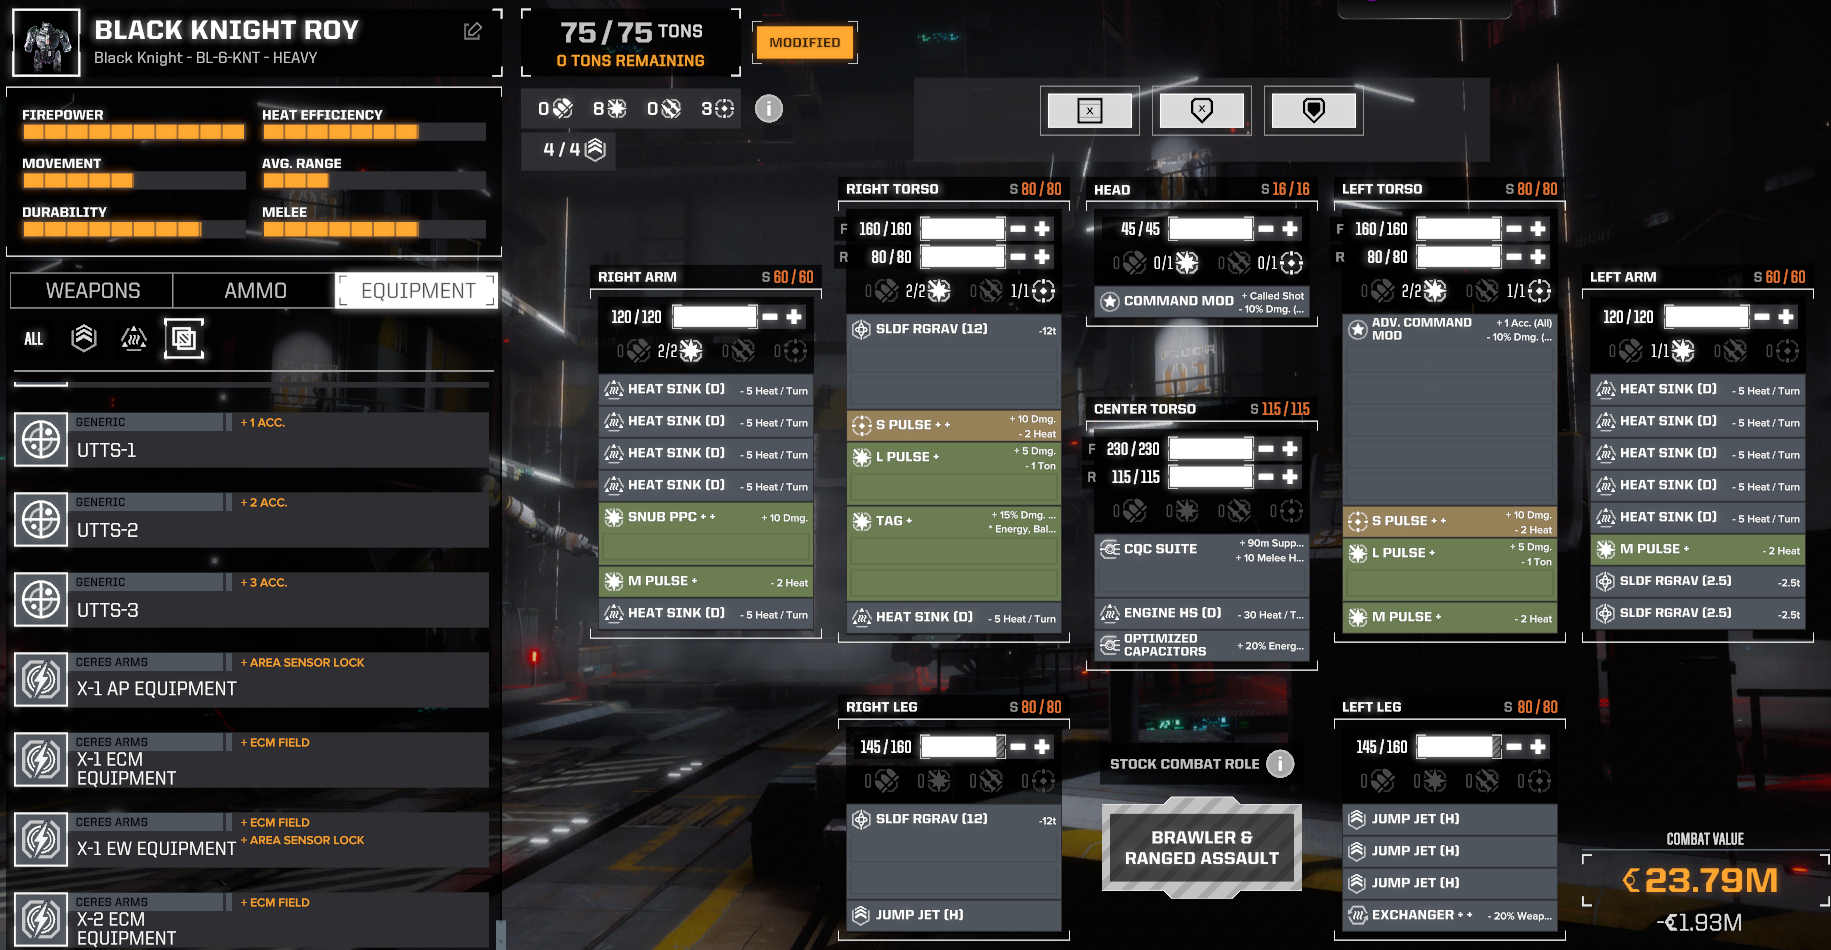 BLACK KNIGHT ROY
Black Knight - BL-6-KNT - HEAVY
FIREPOWER
HEAT EFFICIENCY
MOVEMENT
AVG. RANGE
DURABILITY
MELEE
WEAPONS
AMMO
EQUIPMENT
ALL
GENERIC
+ 1 ACC.
UTTS-1
GENERIC
+ 2 ACC.
UTTS-2
GENERIC
+ 3 ACC.
UTTS-3
CERES ARMS
+ AREA SENSOR LOCK
X-1 AP EQUIPMENT
CERES ARMS
+ ECM FIELD
X-1 ECM
EQUIPMENT
CERES ARMS
+ ECM FIELD
+ AREA SENSOR LOCK
X-1 EW EQUIPMENT
CERES ARMS
+ ECM FIELD
X-2 ECM
EQUIPMENT
75 / 75 TONS
0 TONS REMAINING
MODIFIED
0 8 0 3
4 / 4
RIGHT ARM S 60 / 60
120 / 120
0 2/2 0 0
HEAT SINK (D) - 5 Heat / Turn
HEAT SINK (D) - 5 Heat / Turn
HEAT SINK (D) - 5 Heat / Turn
HEAT SINK (D) - 5 Heat / Turn
SNUB PPC + + + 10 Dmg.
M PULSE + - 2 Heat
HEAT SINK (D) - 5 Heat / Turn
RIGHT TORSO S 80 / 80
F 160 / 160
R 80 / 80
0 2/2 0 1/1
SLDF RGRAV (12) -12t
S PULSE + + + 10 Dmg.
- 2 Heat
L PULSE + + 5 Dmg.
- 1 Ton
TAG + + 15% Dmg. ...
* Energy, Bal...
HEAT SINK (D) - 5 Heat / Turn
HEAD S 16 / 16
45 / 45
0 0/1 0 0/1
COMMAND MOD + Called Shot
- 10% Dmg. (...
CENTER TORSO S 115 / 115
F 230 / 230
R 115 / 115
0 0 0 0
CQC SUITE + 90m Supp...
+ 10 Melee H...
ENGINE HS (D) - 30 Heat / T...
OPTIMIZED
CAPACITORS + 20% Energ...
LEFT TORSO S 80 / 80
F 160 / 160
R 80 / 80
0 2/2 0 1/1
ADV. COMMAND
MOD + 1 Acc. (All)
- 10% Dmg. (...
S PULSE + + + 10 Dmg.
- 2 Heat
L PULSE + + 5 Dmg.
- 1 Ton
M PULSE + - 2 Heat
LEFT ARM S 60 / 60
120 / 120
0 1/1 0 0
HEAT SINK (D) - 5 Heat / Turn
HEAT SINK (D) - 5 Heat / Turn
HEAT SINK (D) - 5 Heat / Turn
HEAT SINK (D) - 5 Heat / Turn
HEAT SINK (D) - 5 Heat / Turn
M PULSE + - 2 Heat
SLDF RGRAV (2.5) -2.5t
SLDF RGRAV (2.5) -2.5t
RIGHT LEG S 80 / 80
145 / 160
0 0 0 0
SLDF RGRAV (12) -12t
JUMP JET (H)
STOCK COMBAT ROLE
BRAWLER &
RANGED ASSAULT
LEFT LEG S 80 / 80
145 / 160
0 0 0 0
JUMP JET (H)
JUMP JET (H)
JUMP JET (H)
EXCHANGER + + - 20% Weap...
COMBAT VALUE
23.79M
-1.93M